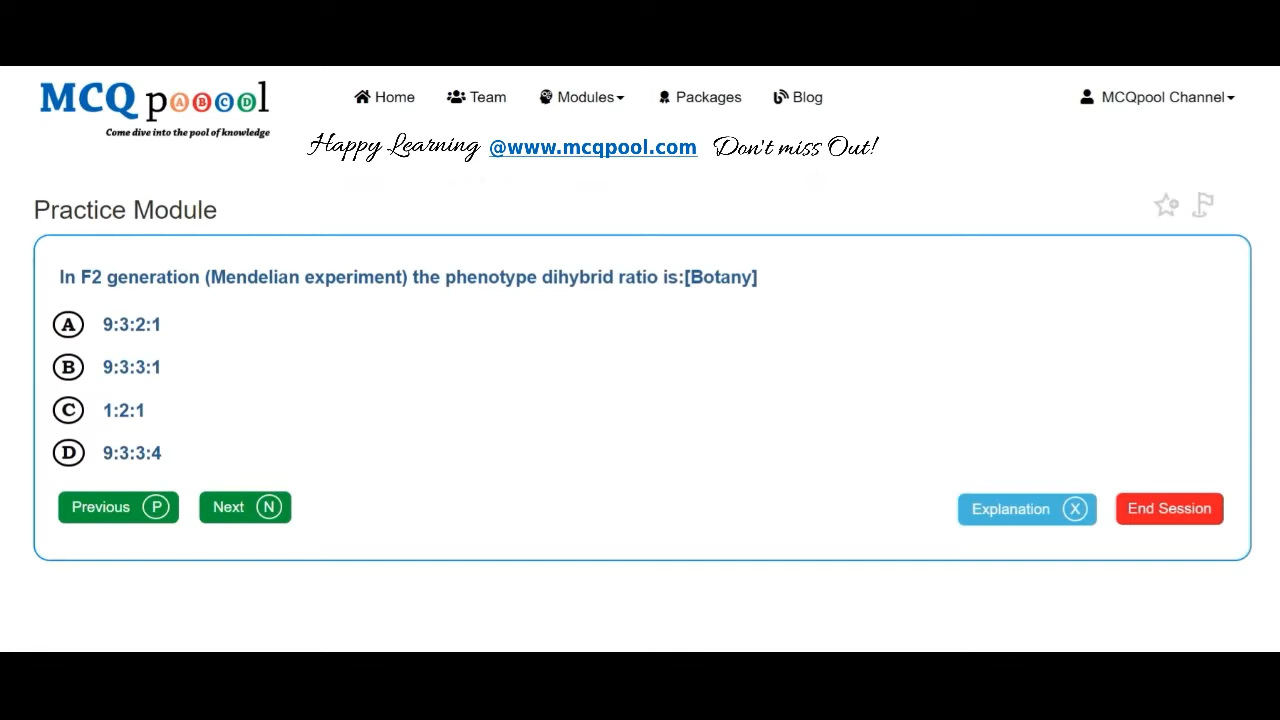 MCQ pooool
Come dive into the pool of knowledge
Home Team Modules Packages Blog MCQpool Channel
Happy Learning @www.mcqpool.com Don't miss Out!
Practice Module
In F2 generation (Mendelian experiment) the phenotype dihybrid ratio is:[Botany]
A 9:3:2:1
B 9:3:3:1
C 1:2:1
D 9:3:3:4
Previous P Next N Explanation X End Session